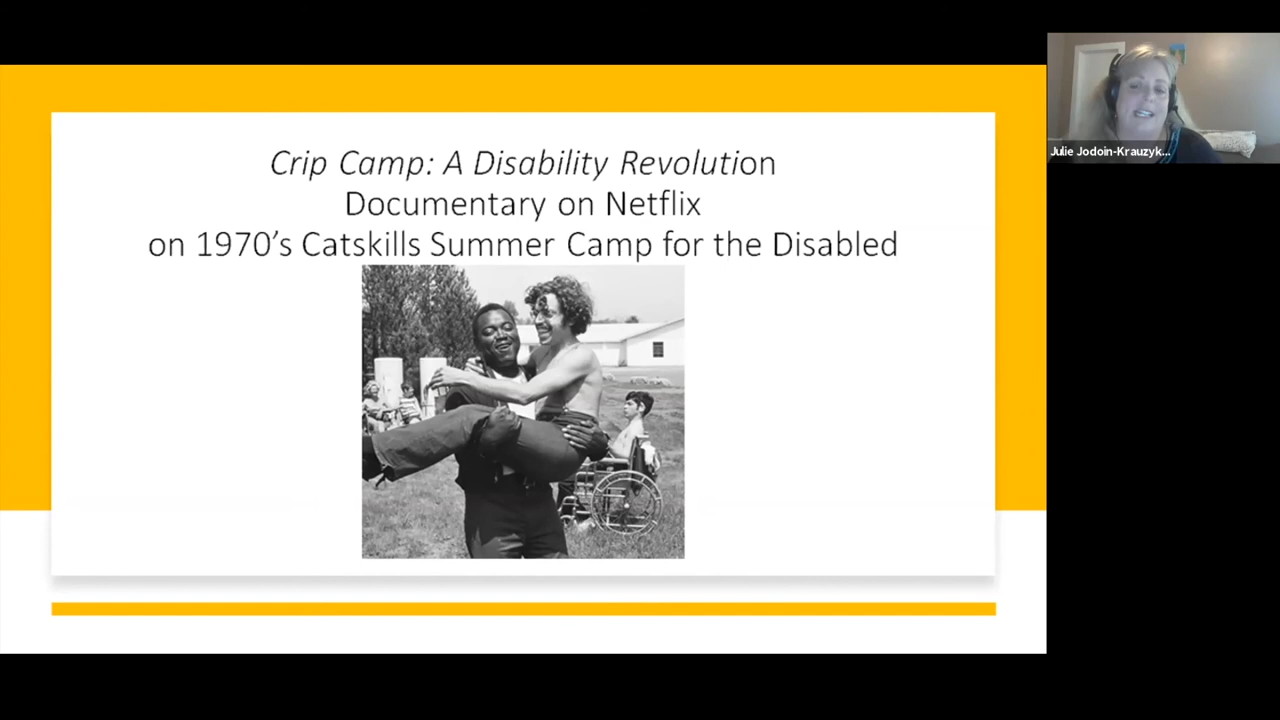 Crip Camp: A Disability Revolution
Documentary on Netflix
on 1970's Catskills Summer Camp for the Disabled
Julie Jodoin-Krauzyk...